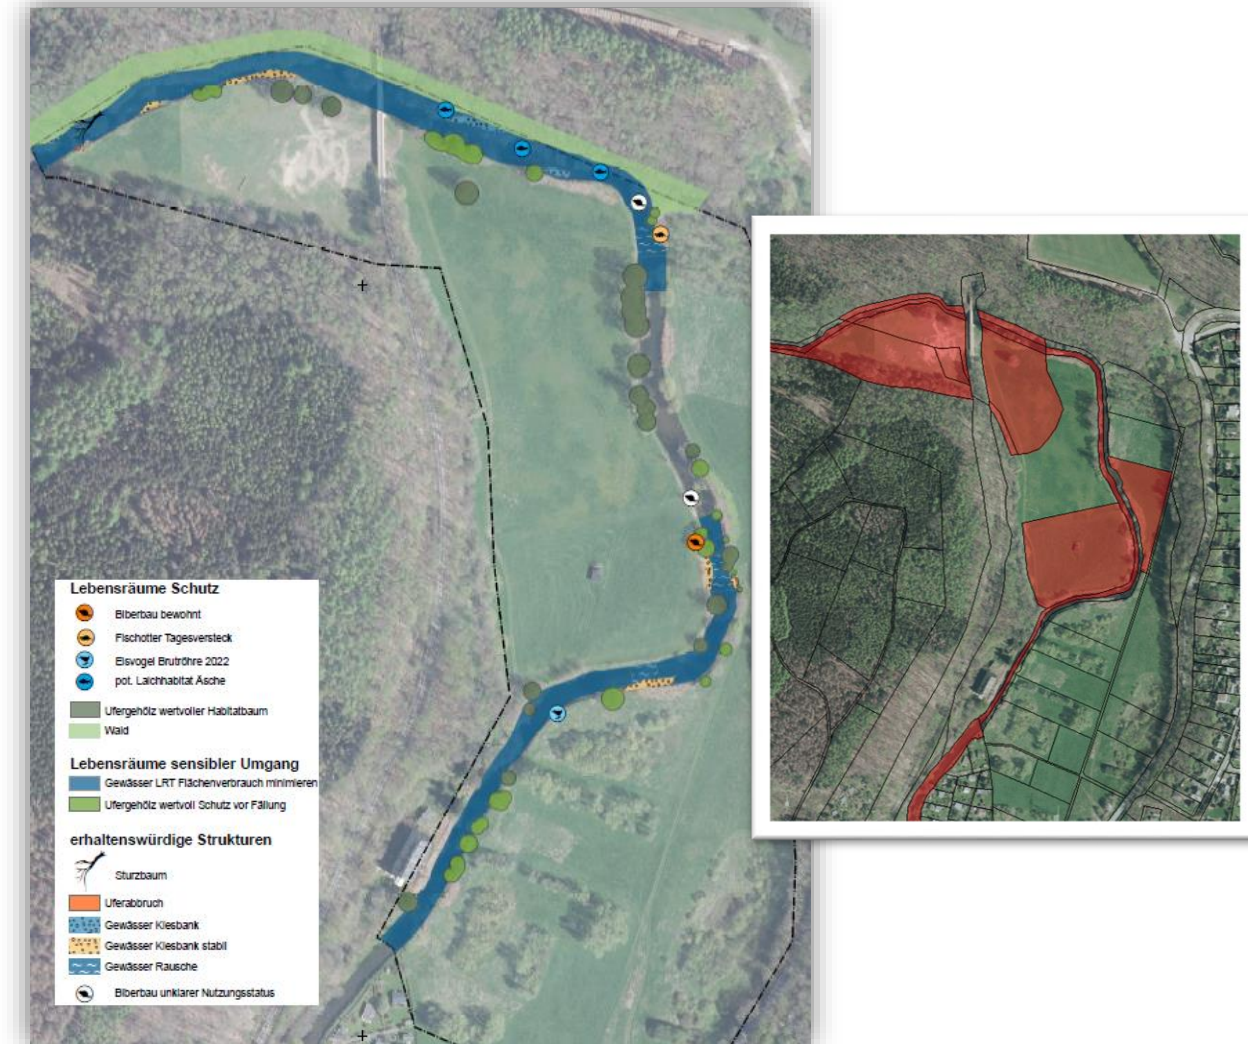 Lebensräume Schutz
Biberbau bewohnt
Fischotter Tagesversteck
Eisvogel Brutröhre 2022
pot. Laichhabitat Äsche
Ufergehölz wertvoller Habitatbaum
Wald
Lebensräume sensibler Umgang
Gewässer LRT Flächenverbrauch minimieren
Ufergehölz wertvoll Schutz vor Fällung
erhaltenswürdige Strukturen
Sturzbaum
Uferabbruch
Gewässer Kiesbank
Gewässer Kiesbank stabil
Gewässer Rausche
Biberbau unklarer Nutzungsstatus